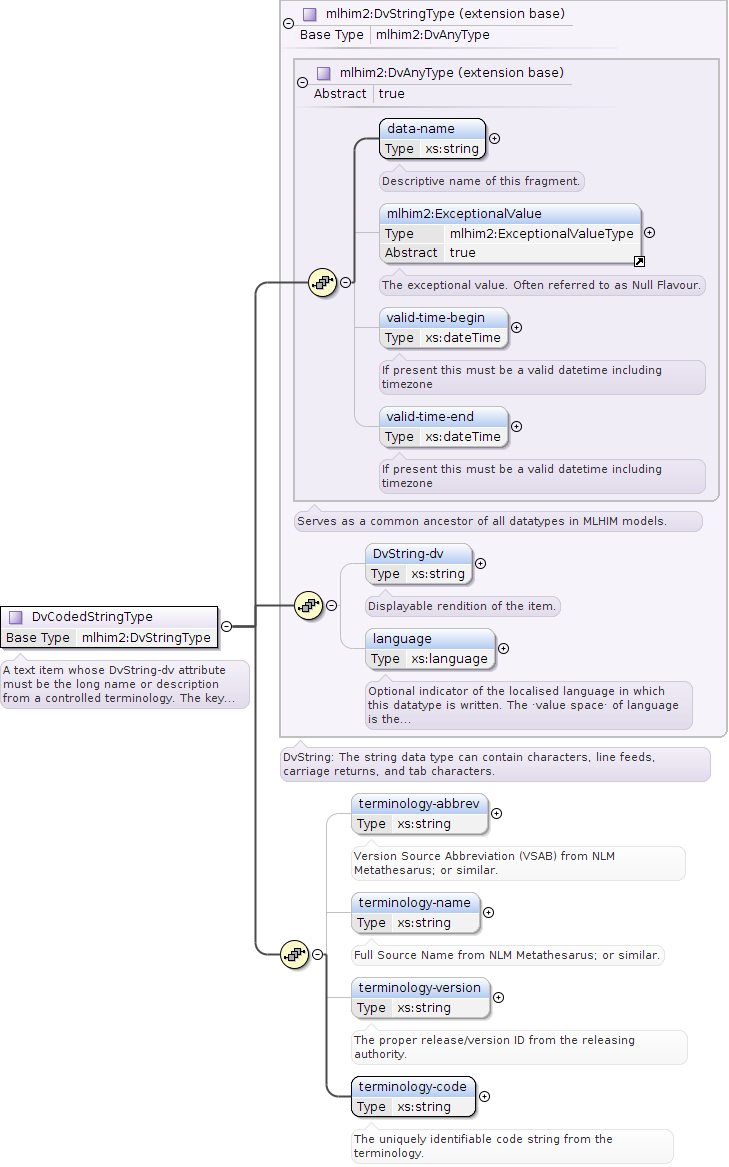 mlhim2:DvStringType (extension base)
Base Type mlhim2:DvAnyType
mlhim2:DvAnyType (extension base)
Abstract true
data-name
Type xs:string
Descriptive name of this fragment.
mlhim2:ExceptionalValue
Type mlhim2:ExceptionalValueType
Abstract true
The exceptional value. Often referred to as Null Flavour.
valid-time-begin
Type xs:dateTime
If present this must be a valid datetime including
timezone
valid-time-end
Type xs:dateTime
If present this must be a valid datetime including
timezone
Serves as a common ancestor of all datatypes in MLHIM models.
DvString-dv
Type xs:string
Displayable rendition of the item.
DvCodedStringType
Base Type mlhim2:DvStringType
A text item whose DvString-dv attribute
must be the long name or description
from a controlled terminology. The key...
language
Type xs:language
Optional indicator of the localised language in which
this datatype is written. The ·value space· of language
is the...
DvString: The string data type can contain characters, line feeds,
carriage returns, and tab characters.
terminology-abbrev
Type xs:string
Version Source Abbreviation (VSAB) from NLM
Metathesarus; or similar.
terminology-name
Type xs:string
Full Source Name from NLM Metathesarus; or similar.
terminology-version
Type xs:string
The proper release/version ID from the releasing
authority.
terminology-code
Type xs:string
The uniquely identifiable code string from the
terminology.